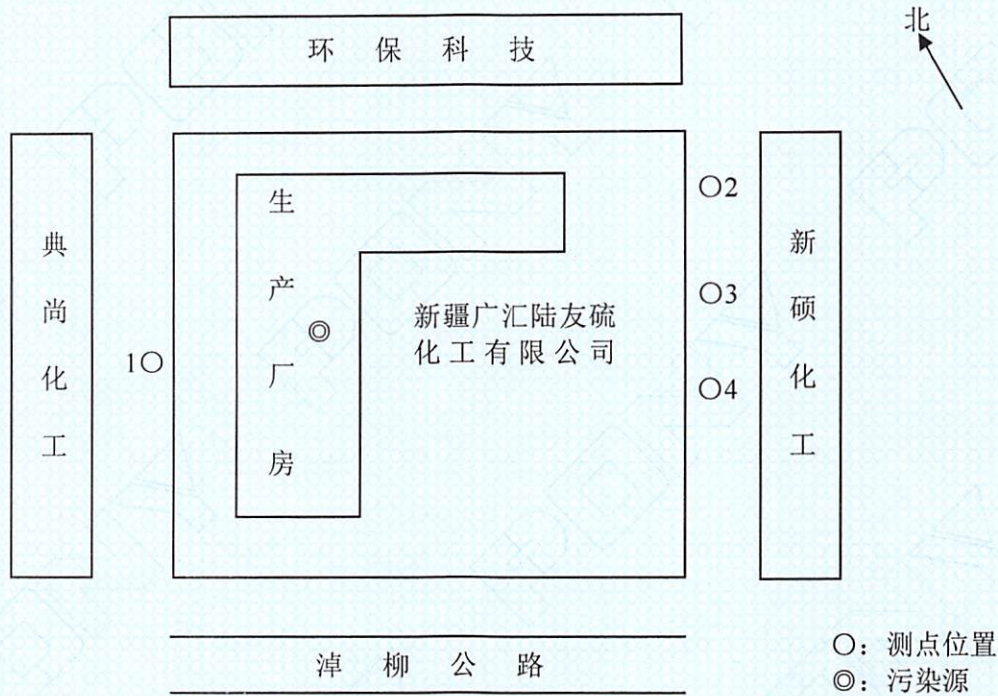 环保科技
北
典尚化工
生产厂房
◎
新疆广汇陆友硫
化工有限公司
1○
○2
○3
○4
新硕化工
淖柳公路
○：测点位置
◎：污染源